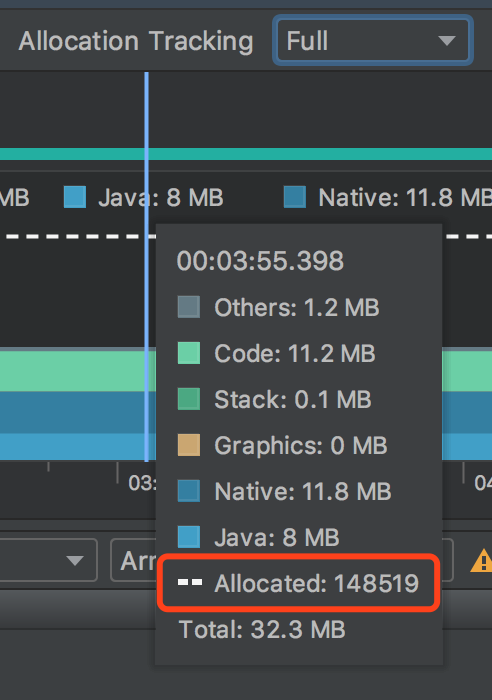 Allocation Tracking Full
MB Java: 8 MB Native: 11.8 MB
00:03:55.398
Others: 1.2 MB
Code: 11.2 MB
Stack: 0.1 MB
Graphics: 0 MB
Native: 11.8 MB
03: 04
Java: 8 MB
Arr
Allocated: 148519
Total: 32.3 MB